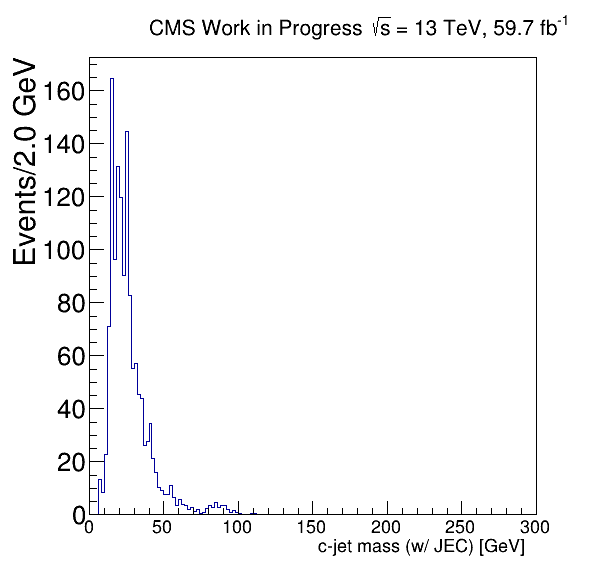 CMS Work in Progress √s = 13 TeV, 59.7 fb⁻¹
Events/2.0 GeV
160
140
120
100
80
60
40
20
0
0 50 100 150 200 250 300
c-jet mass (w/ JEC) [GeV]